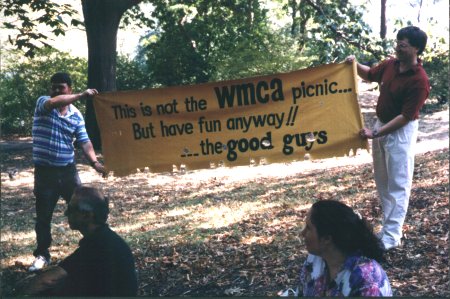 This is not the wmca picnic...
But have fun anyway!!
...the good guys